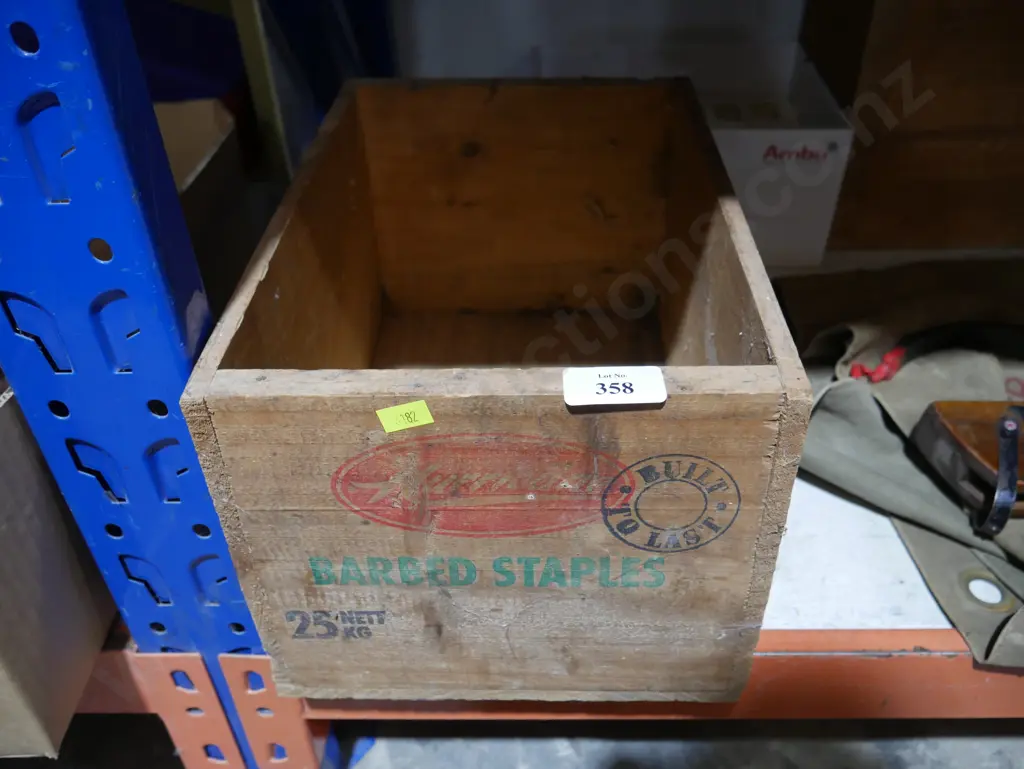 Ambu
Lot No.
358
BUILT
TO LAST
BARBED STAPLES
25 NETT
KG